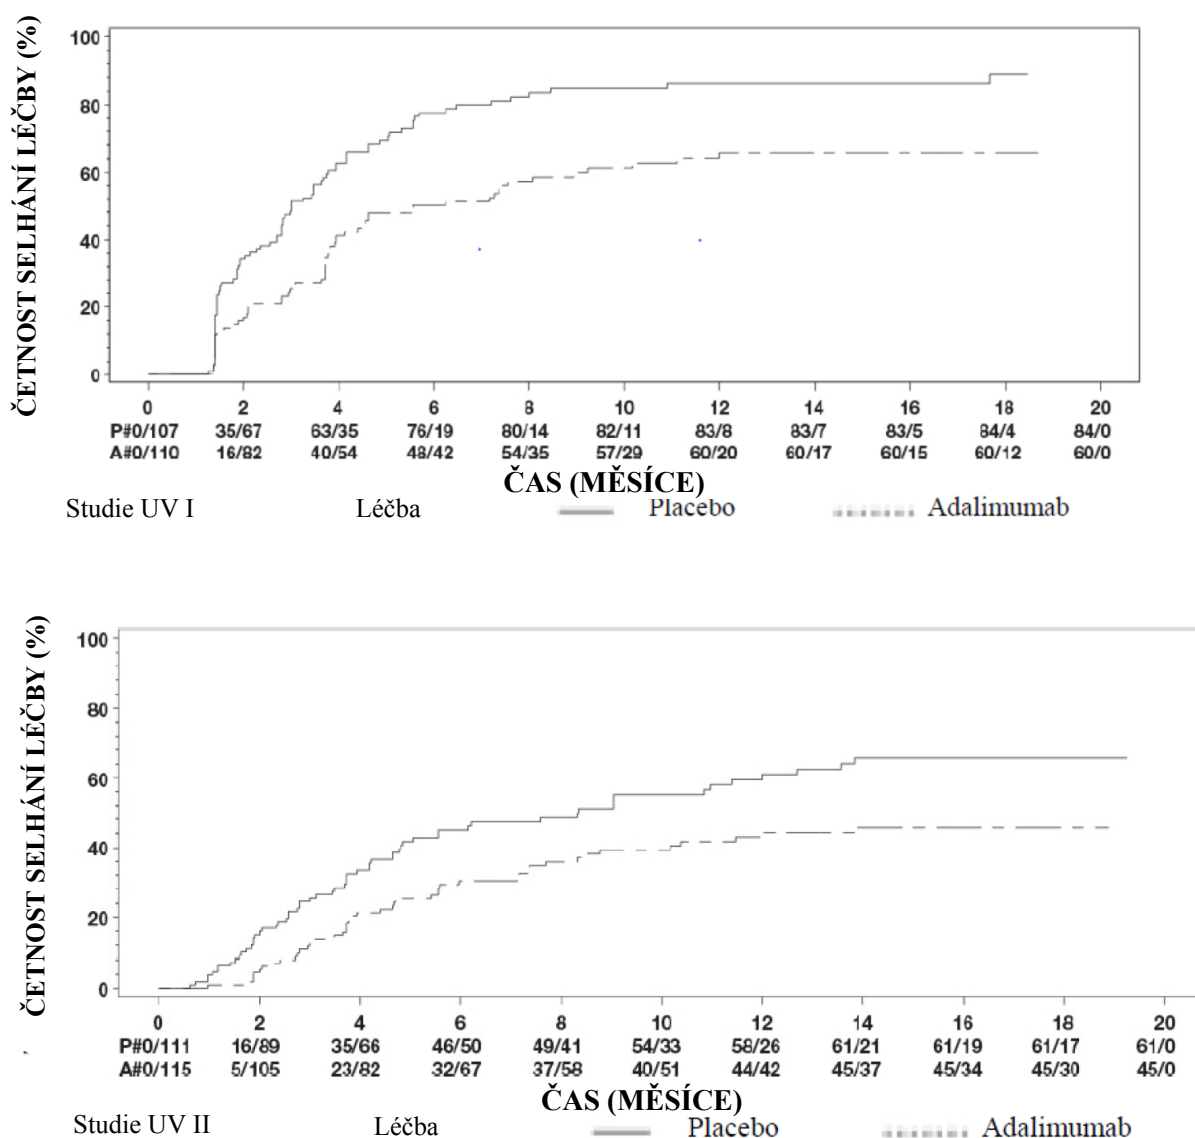 ČETNOST SELHÁNÍ LÉČBY (%)
100
80
60
40
20
0
0 2 4 6 8 10 12 14 16 18 20
P#0/107 35/67 63/35 76/19 80/14 82/11 83/8 83/7 83/5 84/4 84/0
A#0/110 16/82 40/54 48/42 54/35 57/29 60/20 60/17 60/15 60/12 60/0
ČAS (MĚSÍCE)
Studie UV I Léčba Placebo Adalimumab
ČETNOST SELHÁNÍ LÉČBY (%)
100
80
60
40
20
0
0 2 4 6 8 10 12 14 16 18 20
P#0/111 16/89 35/66 46/50 49/41 54/33 58/26 61/21 61/19 61/17 61/0
A#0/115 5/105 23/82 32/67 37/58 40/51 44/42 45/37 45/34 45/30 45/0
ČAS (MĚSÍCE)
Studie UV II Léčba Placebo Adalimumab